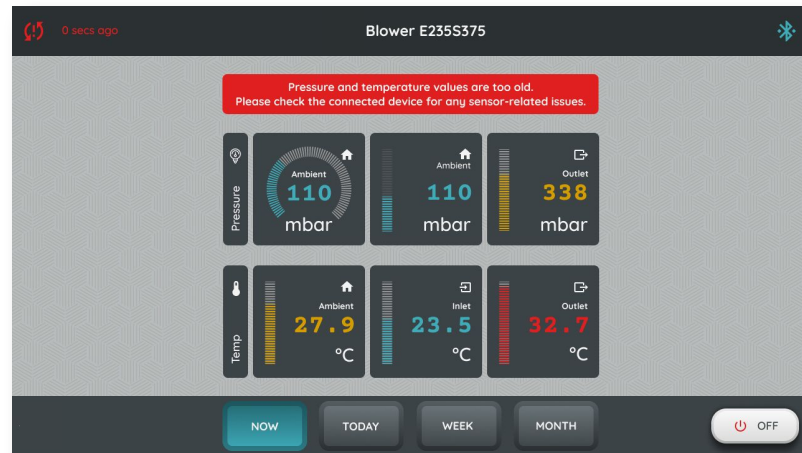 0 secs ago
Blower E235S375
Pressure and temperature values are too old.
Please check the connected device for any sensor-related issues.
Pressure
Ambient
110
mbar
Ambient
110
mbar
Outlet
338
mbar
Temp
Ambient
27.9
°C
Inlet
23.5
°C
Outlet
32.7
°C
NOW
TODAY
WEEK
MONTH
OFF